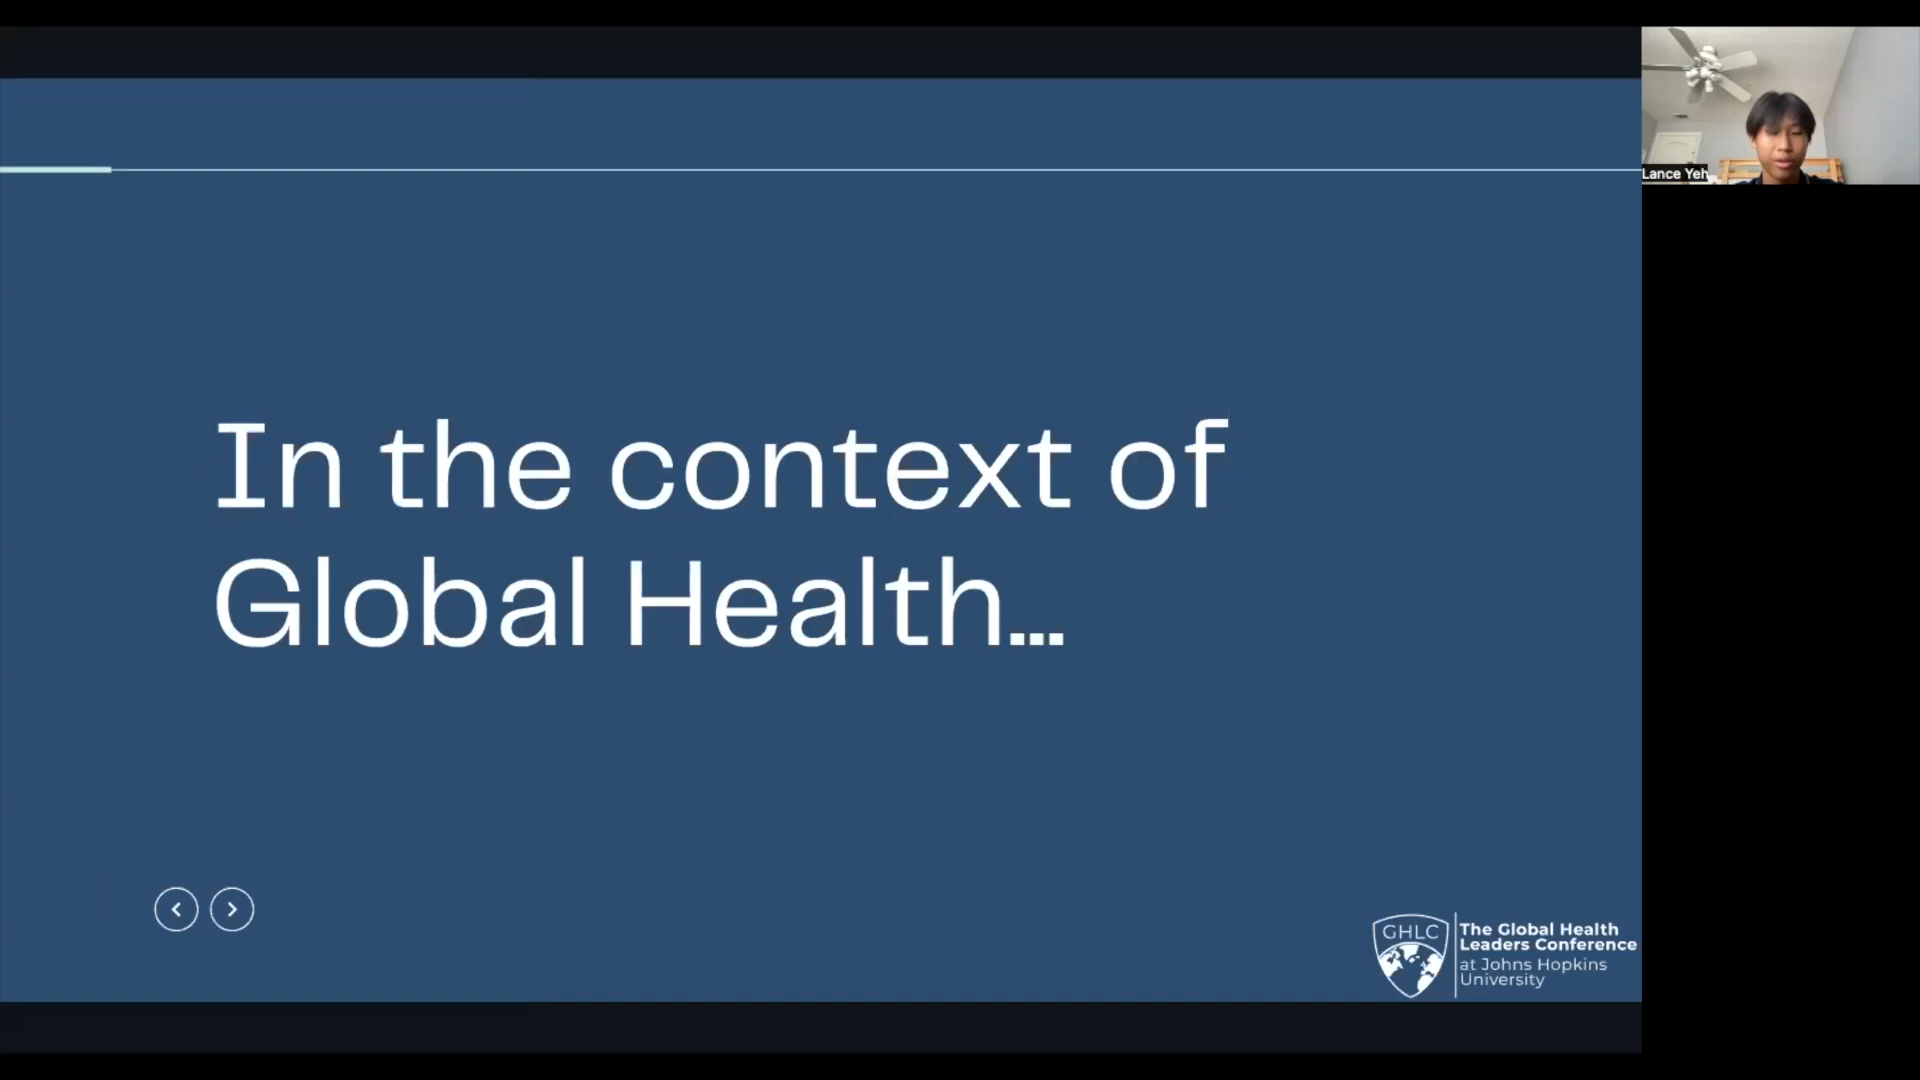 Lance Yeh
In the context of
Global Health...
GHLC
The Global Health
Leaders Conference
at Johns Hopkins
University